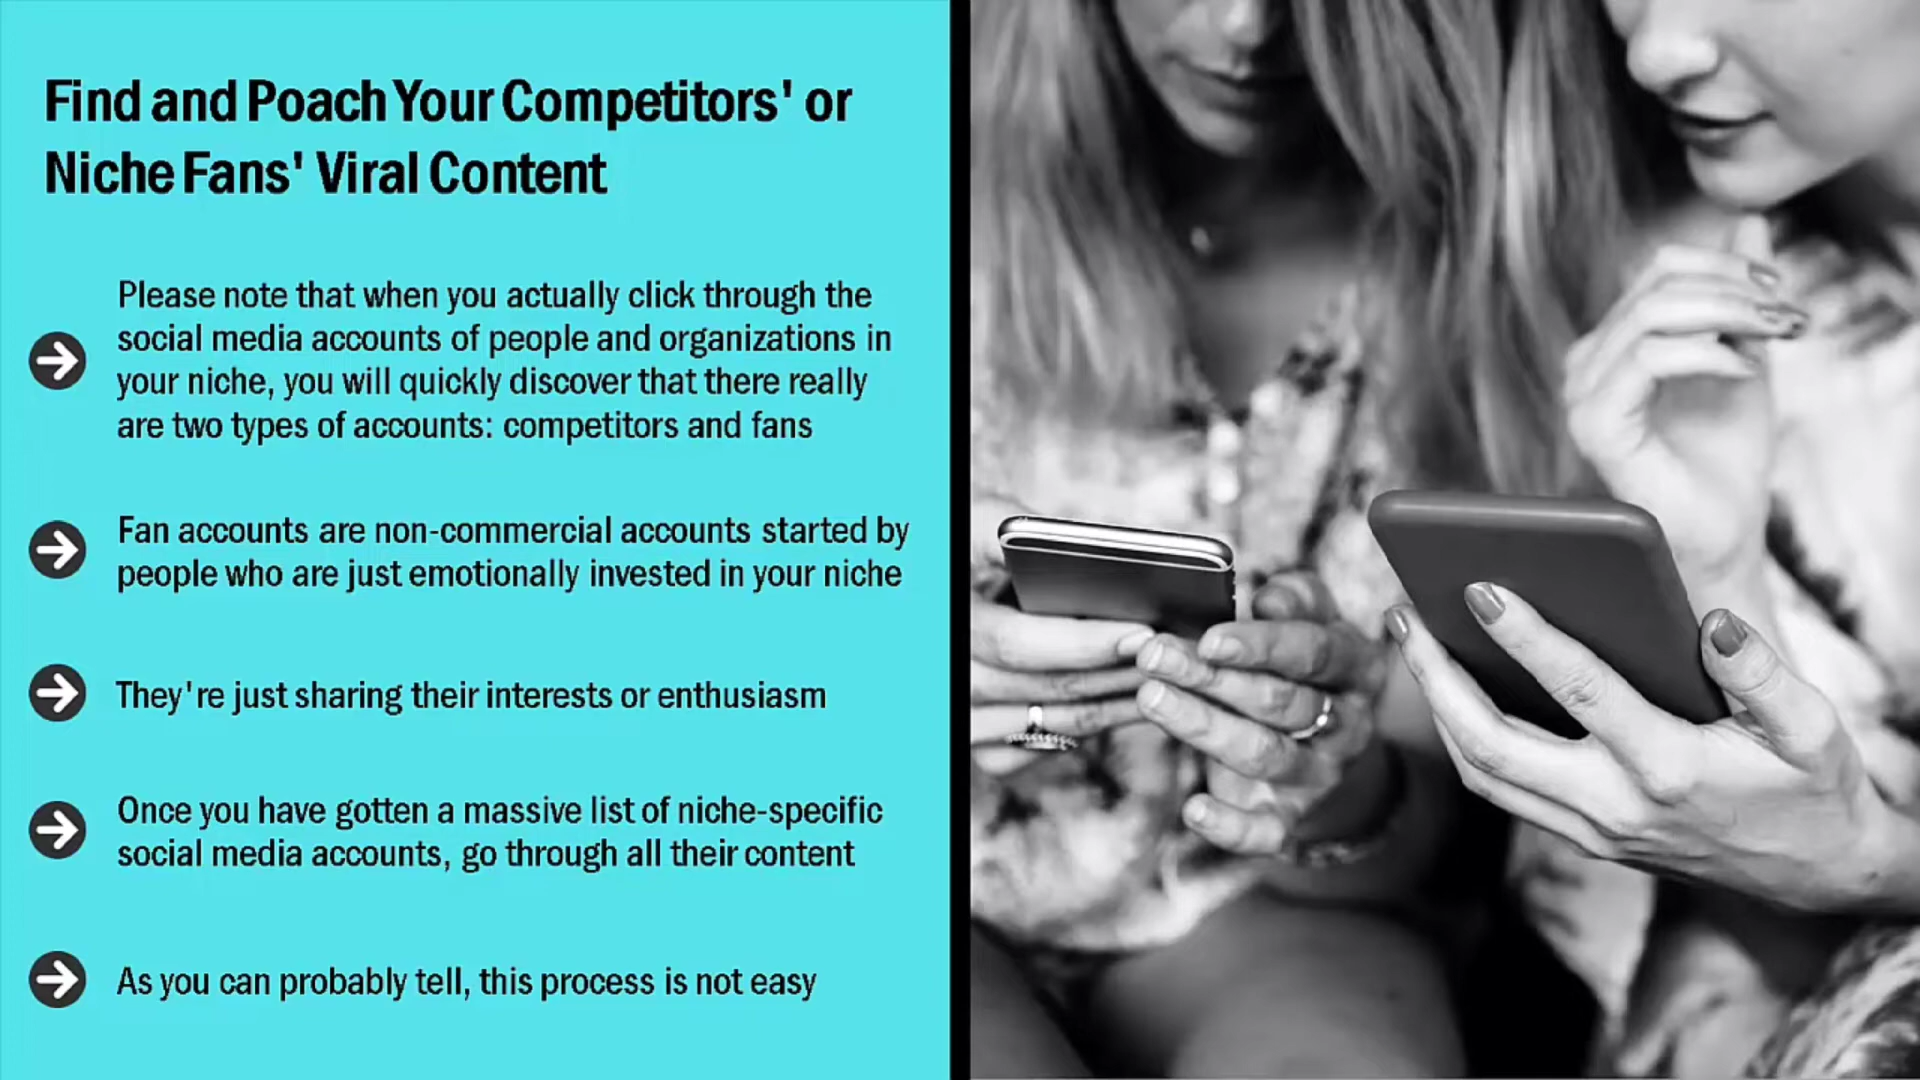 Find and Poach Your Competitors' or
Niche Fans' Viral Content
Please note that when you actually click through the
social media accounts of people and organizations in
your niche, you will quickly discover that there really
are two types of accounts: competitors and fans
Fan accounts are non-commercial accounts started by
people who are just emotionally invested in your niche
They're just sharing their interests or enthusiasm
Once you have gotten a massive list of niche-specific
social media accounts, go through all their content
As you can probably tell, this process is not easy